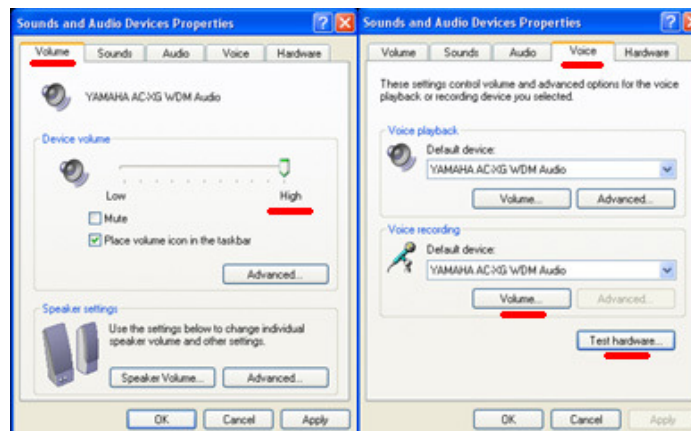 Sounds and Audio Devices Properties
Volume Sounds Audio Voice Hardware
YAMAHA AC-XG WDM Audio
Device volume
Low High
Mute
Place volume icon in the taskbar
Advanced...
Speaker settings
Use the settings below to change individual
speaker volume and other settings.
Speaker Volume... Advanced...
OK Cancel Apply
Sounds and Audio Devices Properties
Volume Sounds Audio Voice Hardware
These settings control volume and advanced options for the voice
playback or recording device you selected.
Voice playback
Default device:
YAMAHA AC-XG WDM Audio
Volume... Advanced...
Voice recording
Default device:
YAMAHA AC-XG WDM Audio
Volume... Advanced...
Test hardware...
OK Cancel Apply